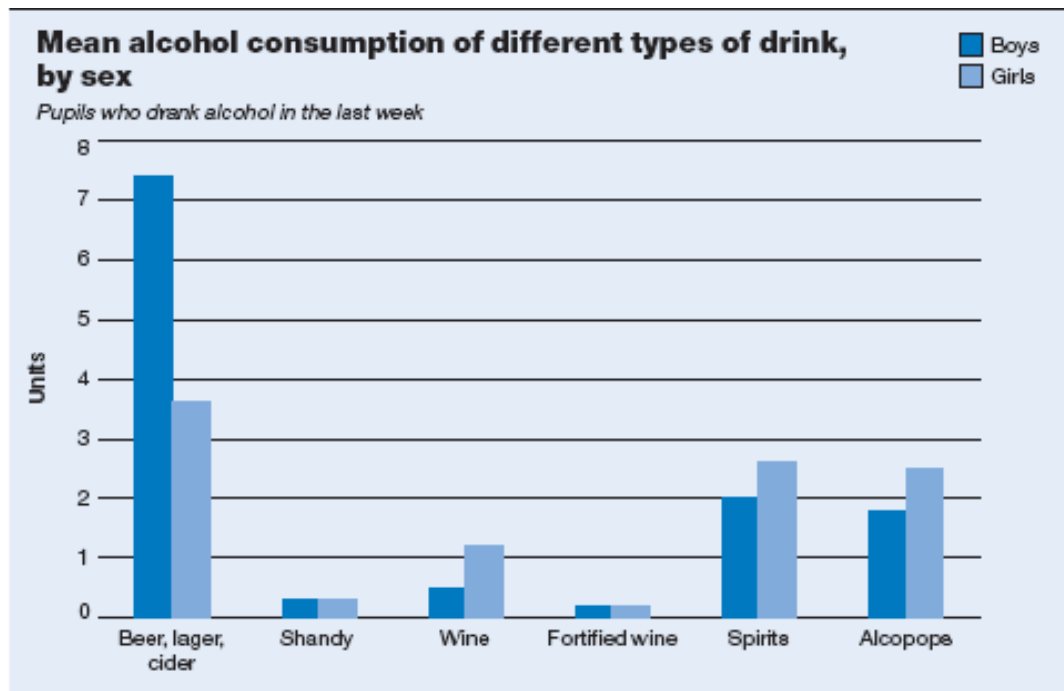 Mean alcohol consumption of different types of drink,
by sex
Pupils who drank alcohol in the last week
Boys
Girls
Units
8
7
6
5
4
3
2
1
0
Beer, lager,
cider
Shandy
Wine
Fortified wine
Spirits
Alcopops